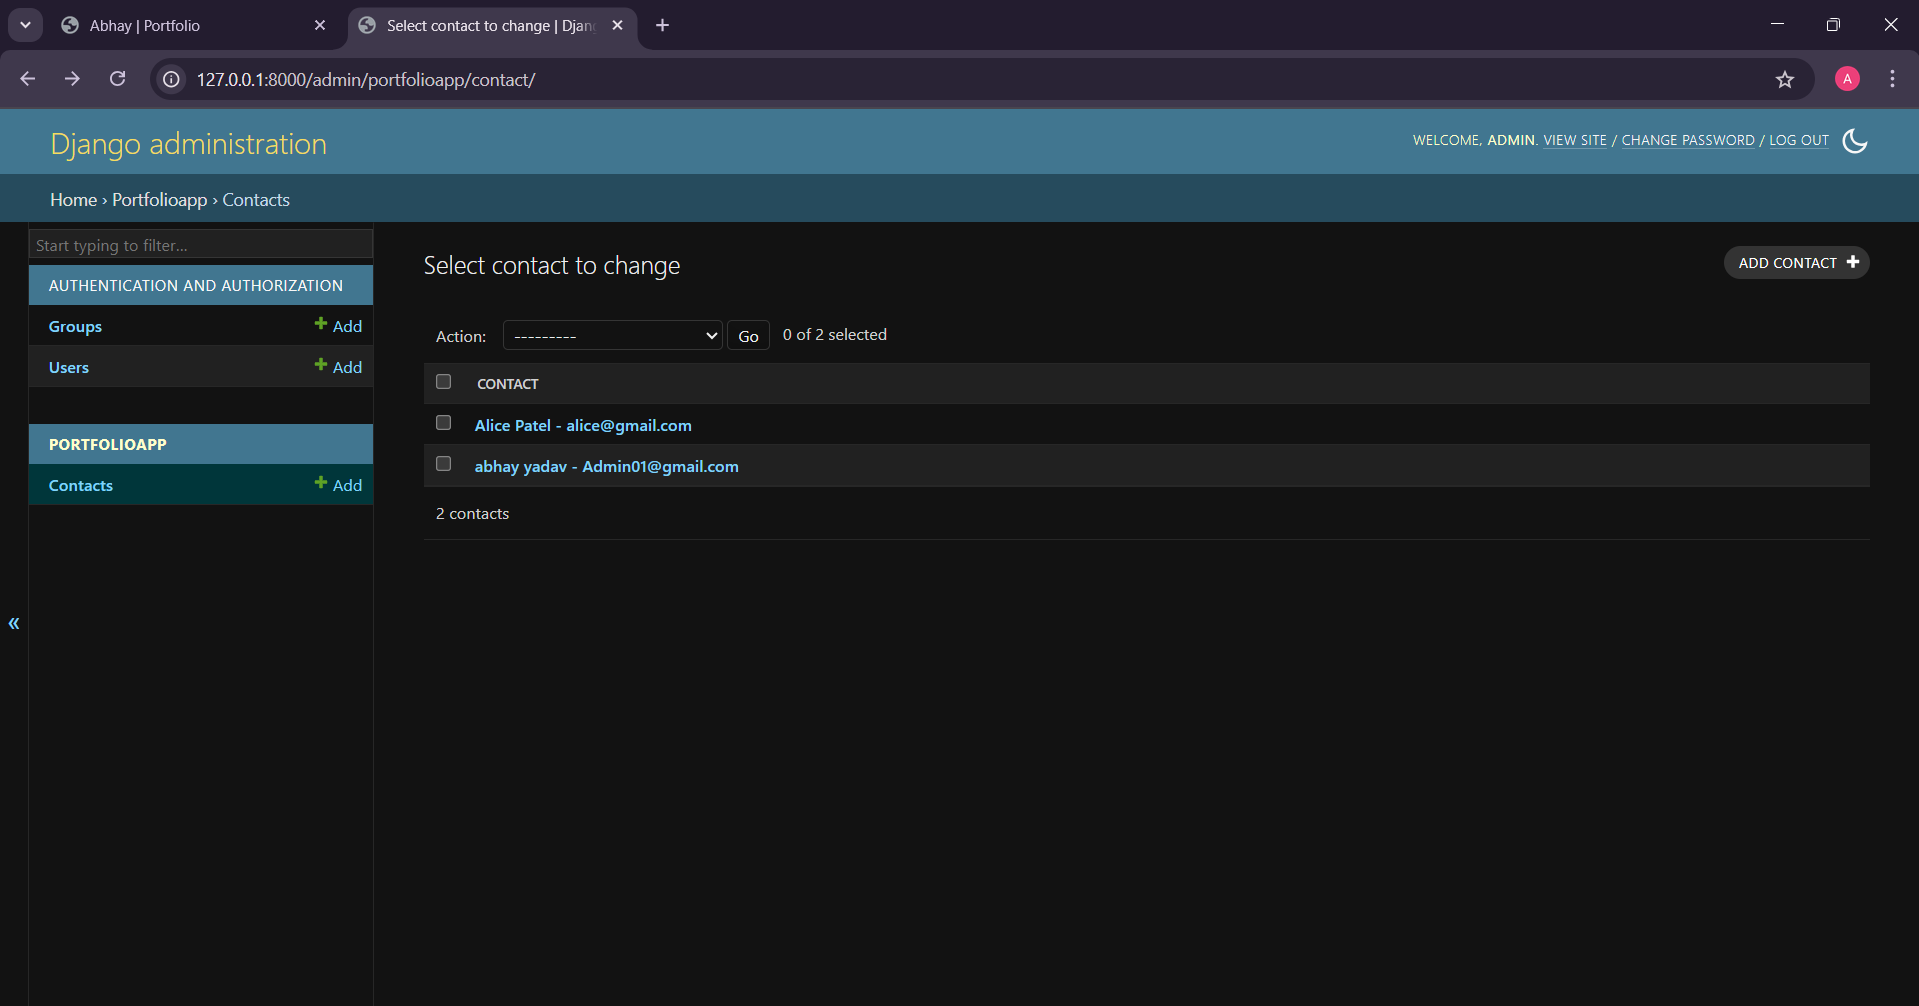 Abhay | Portfolio
Select contact to change | Djan
127.0.0.1:8000/admin/portfolioapp/contact/
A
Django administration
WELCOME, ADMIN. VIEW SITE / CHANGE PASSWORD / LOG OUT
Home › Portfolioapp › Contacts
Start typing to filter...
AUTHENTICATION AND AUTHORIZATION
Groups + Add
Users + Add
PORTFOLIOAPP
Contacts + Add
«
Select contact to change
ADD CONTACT +
Action: --------- Go 0 of 2 selected
CONTACT
Alice Patel - alice@gmail.com
abhay yadav - Admin01@gmail.com
2 contacts